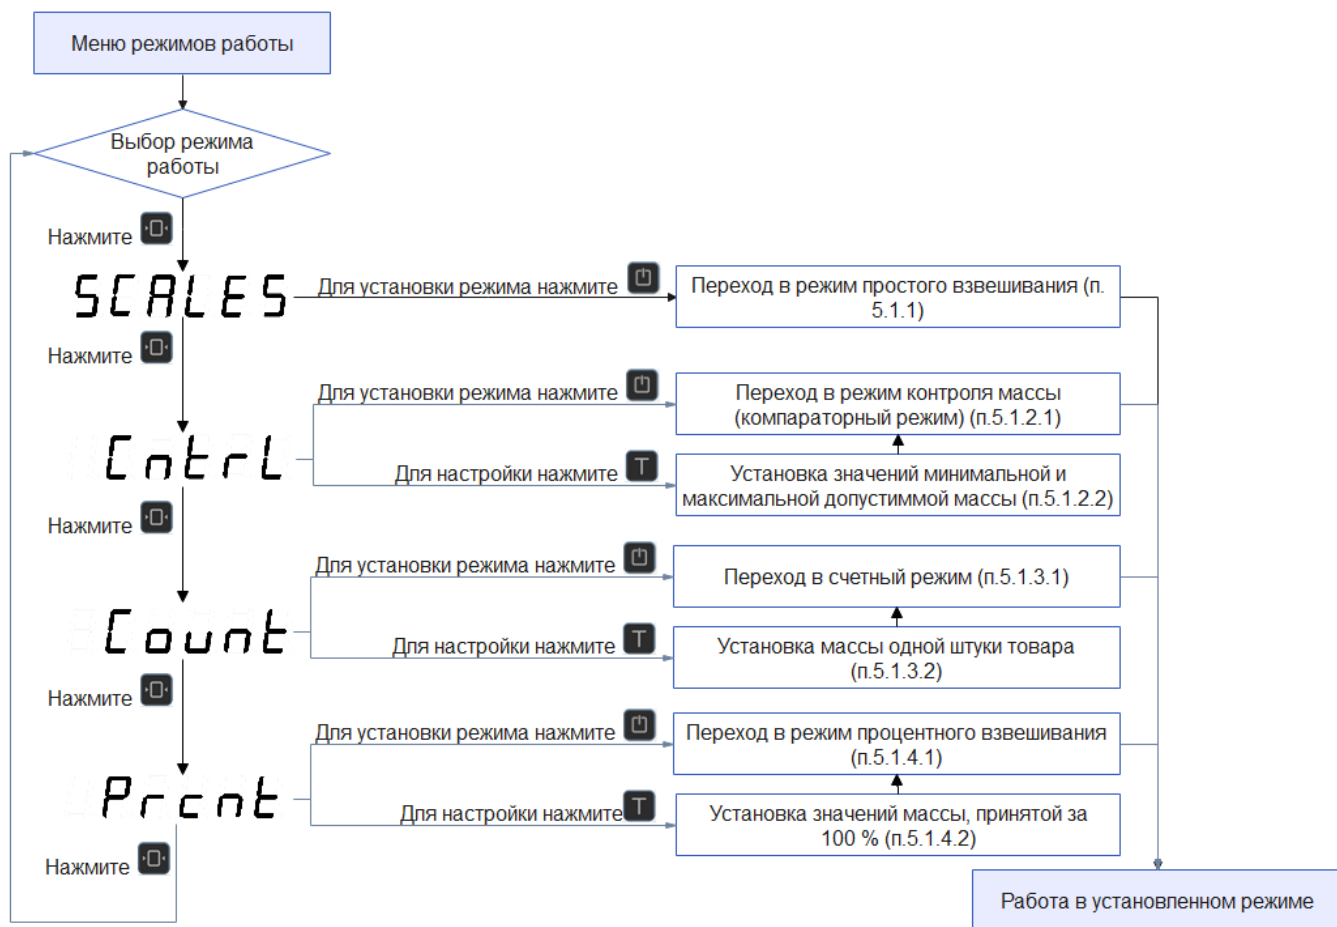 Меню режимов работы
Выбор режима
работы
Нажмите
SCALES
Для установки режима нажмите
Переход в режим простого взвешивания (п.
5.1.1)
Нажмите
Для установки режима нажмите
Переход в режим контроля массы
(компараторный режим) (п.5.1.2.1)
CntrL
Для настройки нажмите T
Установка значений минимальной и
максимальной допустиммой массы (п.5.1.2.2)
Нажмите
Для установки режима нажмите
Переход в счетный режим (п.5.1.3.1)
Count
Для настройки нажмите T
Установка массы одной штуки товара
(п.5.1.3.2)
Нажмите
Для установки режима нажмите
Переход в режим процентного взвешивания
(п.5.1.4.1)
Prcnt
Для настройки нажмите T
Установка значений массы, принятой за
100 % (п.5.1.4.2)
Нажмите
Работа в установленном режиме